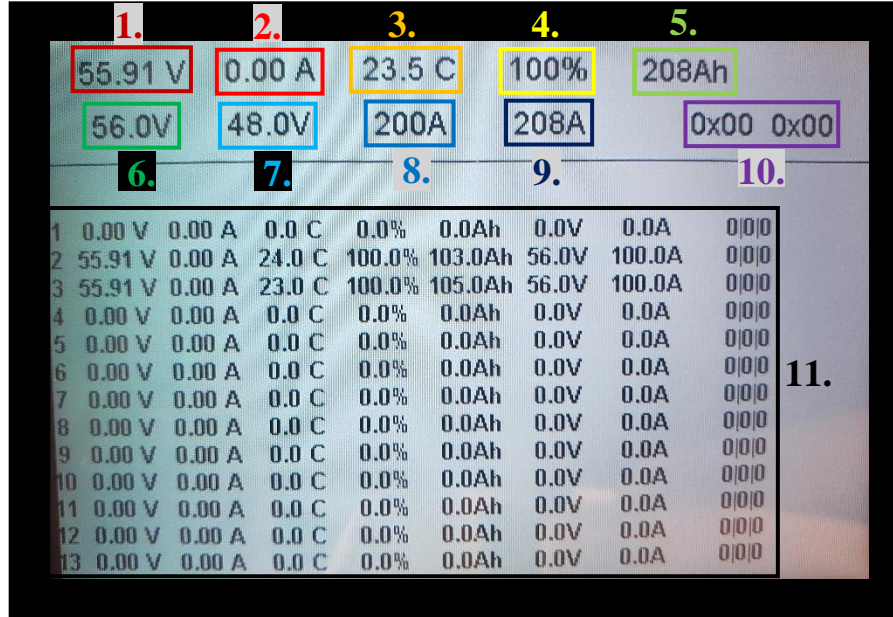 1. 2. 3. 4. 5.
55.91 V 0.00 A 23.5 C 100% 208Ah
56.0V 48.0V 200A 208A 0x00 0x00
6. 7. 8. 9. 10.
1 0.00 V 0.00 A 0.0 C 0.0% 0.0Ah 0.0V 0.0A 0|0|0
2 55.91 V 0.00 A 24.0 C 100.0% 103.0Ah 56.0V 100.0A 0|0|0
3 55.91 V 0.00 A 23.0 C 100.0% 105.0Ah 56.0V 100.0A 0|0|0
4 0.00 V 0.00 A 0.0 C 0.0% 0.0Ah 0.0V 0.0A 0|0|0
5 0.00 V 0.00 A 0.0 C 0.0% 0.0Ah 0.0V 0.0A 0|0|0
6 0.00 V 0.00 A 0.0 C 0.0% 0.0Ah 0.0V 0.0A 0|0|0
11.
7 0.00 V 0.00 A 0.0 C 0.0% 0.0Ah 0.0V 0.0A 0|0|0
8 0.00 V 0.00 A 0.0 C 0.0% 0.0Ah 0.0V 0.0A 0|0|0
9 0.00 V 0.00 A 0.0 C 0.0% 0.0Ah 0.0V 0.0A 0|0|0
10 0.00 V 0.00 A 0.0 C 0.0% 0.0Ah 0.0V 0.0A 0|0|0
11 0.00 V 0.00 A 0.0 C 0.0% 0.0Ah 0.0V 0.0A 0|0|0
12 0.00 V 0.00 A 0.0 C 0.0% 0.0Ah 0.0V 0.0A 0|0|0
13 0.00 V 0.00 A 0.0 C 0.0% 0.0Ah 0.0V 0.0A 0|0|0